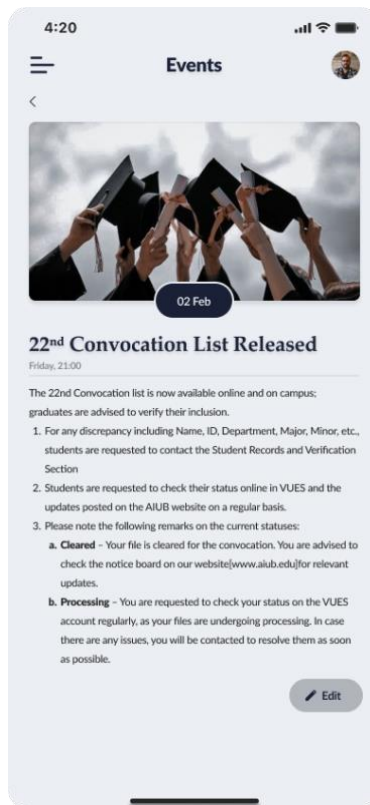 4:20
Events
02 Feb
22nd Convocation List Released
Friday, 21:00
The 22nd Convocation list is now available online and on campus;
graduates are advised to verify their inclusion.
1. For any discrepancy including Name, ID, Department, Major, Minor, etc.,
students are requested to contact the Student Records and Verification
Section
2. Students are requested to check their status online in VUES and the
updates posted on the AIUB website on a regular basis.
3. Please note the following remarks on the current statuses:
a. Cleared – Your file is cleared for the convocation. You are advised to
check the notice board on our website[www.aiub.edu]for relevant
updates.
b. Processing – You are requested to check your status on the VUES
account regularly, as your files are undergoing processing. In case
there are any issues, you will be contacted to resolve them as soon
as possible.
Edit